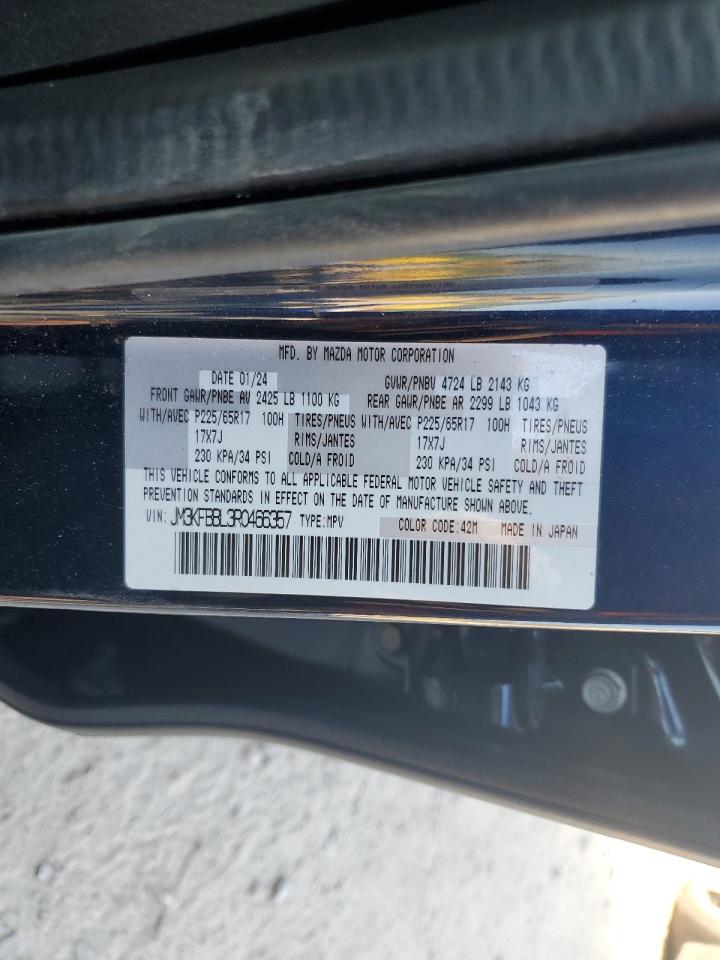 MFD. BY MAZDA MOTOR CORPORATION
DATE 01/24 GVWR/PNBV 4724 LB 2143 KG
FRONT GAWR/PNBE AV 2425 LB 1100 KG REAR GAWR/PNBE AR 2299 LB 1043 KG
WITH/AVEC P225/65R17 100H TIRES/PNEUS WITH/AVEC P225/65R17 100H TIRES/PNEUS
17X7J RIMS/JANTES 17X7J RIMS/JANTES
230 KPA/34 PSI COLD/A FROID 230 KPA/34 PSI COLD/A FROID
THIS VEHICLE CONFORMS TO ALL APPLICABLE FEDERAL MOTOR VEHICLE SAFETY AND THEFT
PREVENTION STANDARDS IN EFFECT ON THE DATE OF MANUFACTURE SHOWN ABOVE.
VIN: JM3KFBBL3R0466357 TYPE:MPV COLOR CODE:42M MADE IN JAPAN